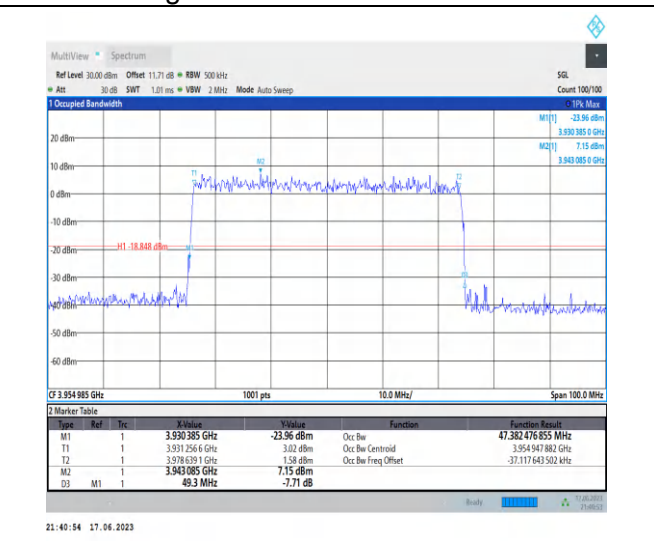 MultiView Spectrum
Ref Level 30.00 dBm Offset 11.71 dB RBW 500 kHz SGL
Att 30 dB SWT 1.01 ms VBW 2 MHz Mode Auto Sweep Count 100/100
1 Occupied Bandwidth 1Pk Max
M1[1] -23.96 dBm
3.930 385 0 GHz
M2[1] 7.15 dBm
3.943 085 0 GHz
20 dBm
10 dBm
T1 M2 T2
0 dBm
-10 dBm
H1 -18.848 dBm
-20 dBm
M1
-30 dBm
D3
-40 dBm
-50 dBm
-60 dBm
CF 3.954 985 GHz 1001 pts 10.0 MHz/ Span 100.0 MHz
2 Marker Table
Type Ref Trc X-Value Y-Value Function Function Result
M1 1 3.930385 GHz -23.96 dBm Occ Bw 47.382 476 855 MHz
T1 1 3.931 256 6 GHz 3.02 dBm Occ Bw Centroid 3.954 947 882 GHz
T2 1 3.978 639 1 GHz 1.58 dBm Occ Bw Freq Offset -37.117 643 502 kHz
M2 1 3.943 085 GHz 7.15 dBm
D3 M1 1 49.3 MHz -7.71 dB
Ready 17.06.2023
21:40:53
21:40:54 17.06.2023